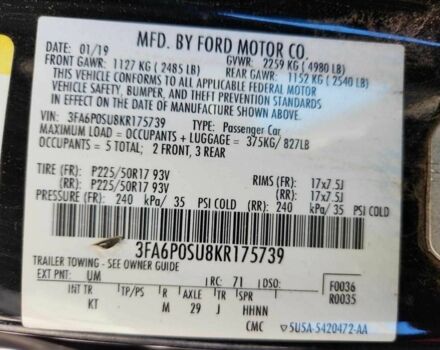 MFD. BY FORD MOTOR CO.
DATE: 01/19 GVWR: 2259 KG (4980 LB)
FRONT GAWR: 1127 KG (2485 LB) REAR GAWR: 1152 KG (2540 LB)
THIS VEHICLE CONFORMS TO ALL APPLICABLE FEDERAL MOTOR
VEHICLE SAFETY, BUMPER, AND THEFT PREVENTION STANDARDS IN
EFFECT ON THE DATE OF MANUFACTURE SHOWN ABOVE.
VIN: 3FA6P0SU8KR175739 TYPE: Passenger Car
MAXIMUM LOAD = OCCUPANTS + LUGGAGE = 375KG/ 827LB
OCCUPANTS = 5 TOTAL; 2 FRONT, 3 REAR
TIRE (FR): P225/50R17 93V RIMS (FR): 17x7.5J
(RR): P225/50R17 93V (RR): 17x7.5J
PRESSURE (FR): 240 kPa/ 35 PSI COLD (RR): 240 kPa/ 35 PSI COLD
3FA6P0SU8KR175739
TRAILER TOWING - SEE OWNER GUIDE
EXT PNT: UM RC: 71 DSO: F0036
R0035
INT TR TP/PS R AXLE TR SPR
KT M 29 J HHNN
CMC 5U5A-5420472-AA